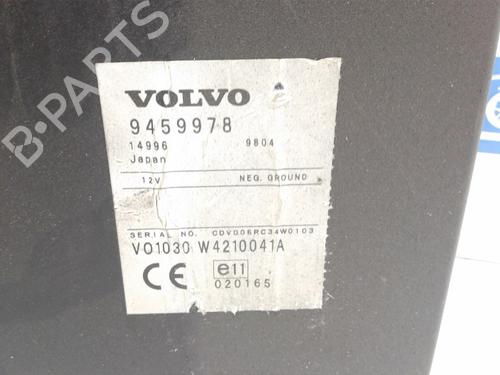 B-PARTS
VOLVO
9459978
14996 9804
Japan
12V NEG. GROUND
SERIAL NO. CDV006RC34W0103
VO1030 W4210041A
CE e11
020165